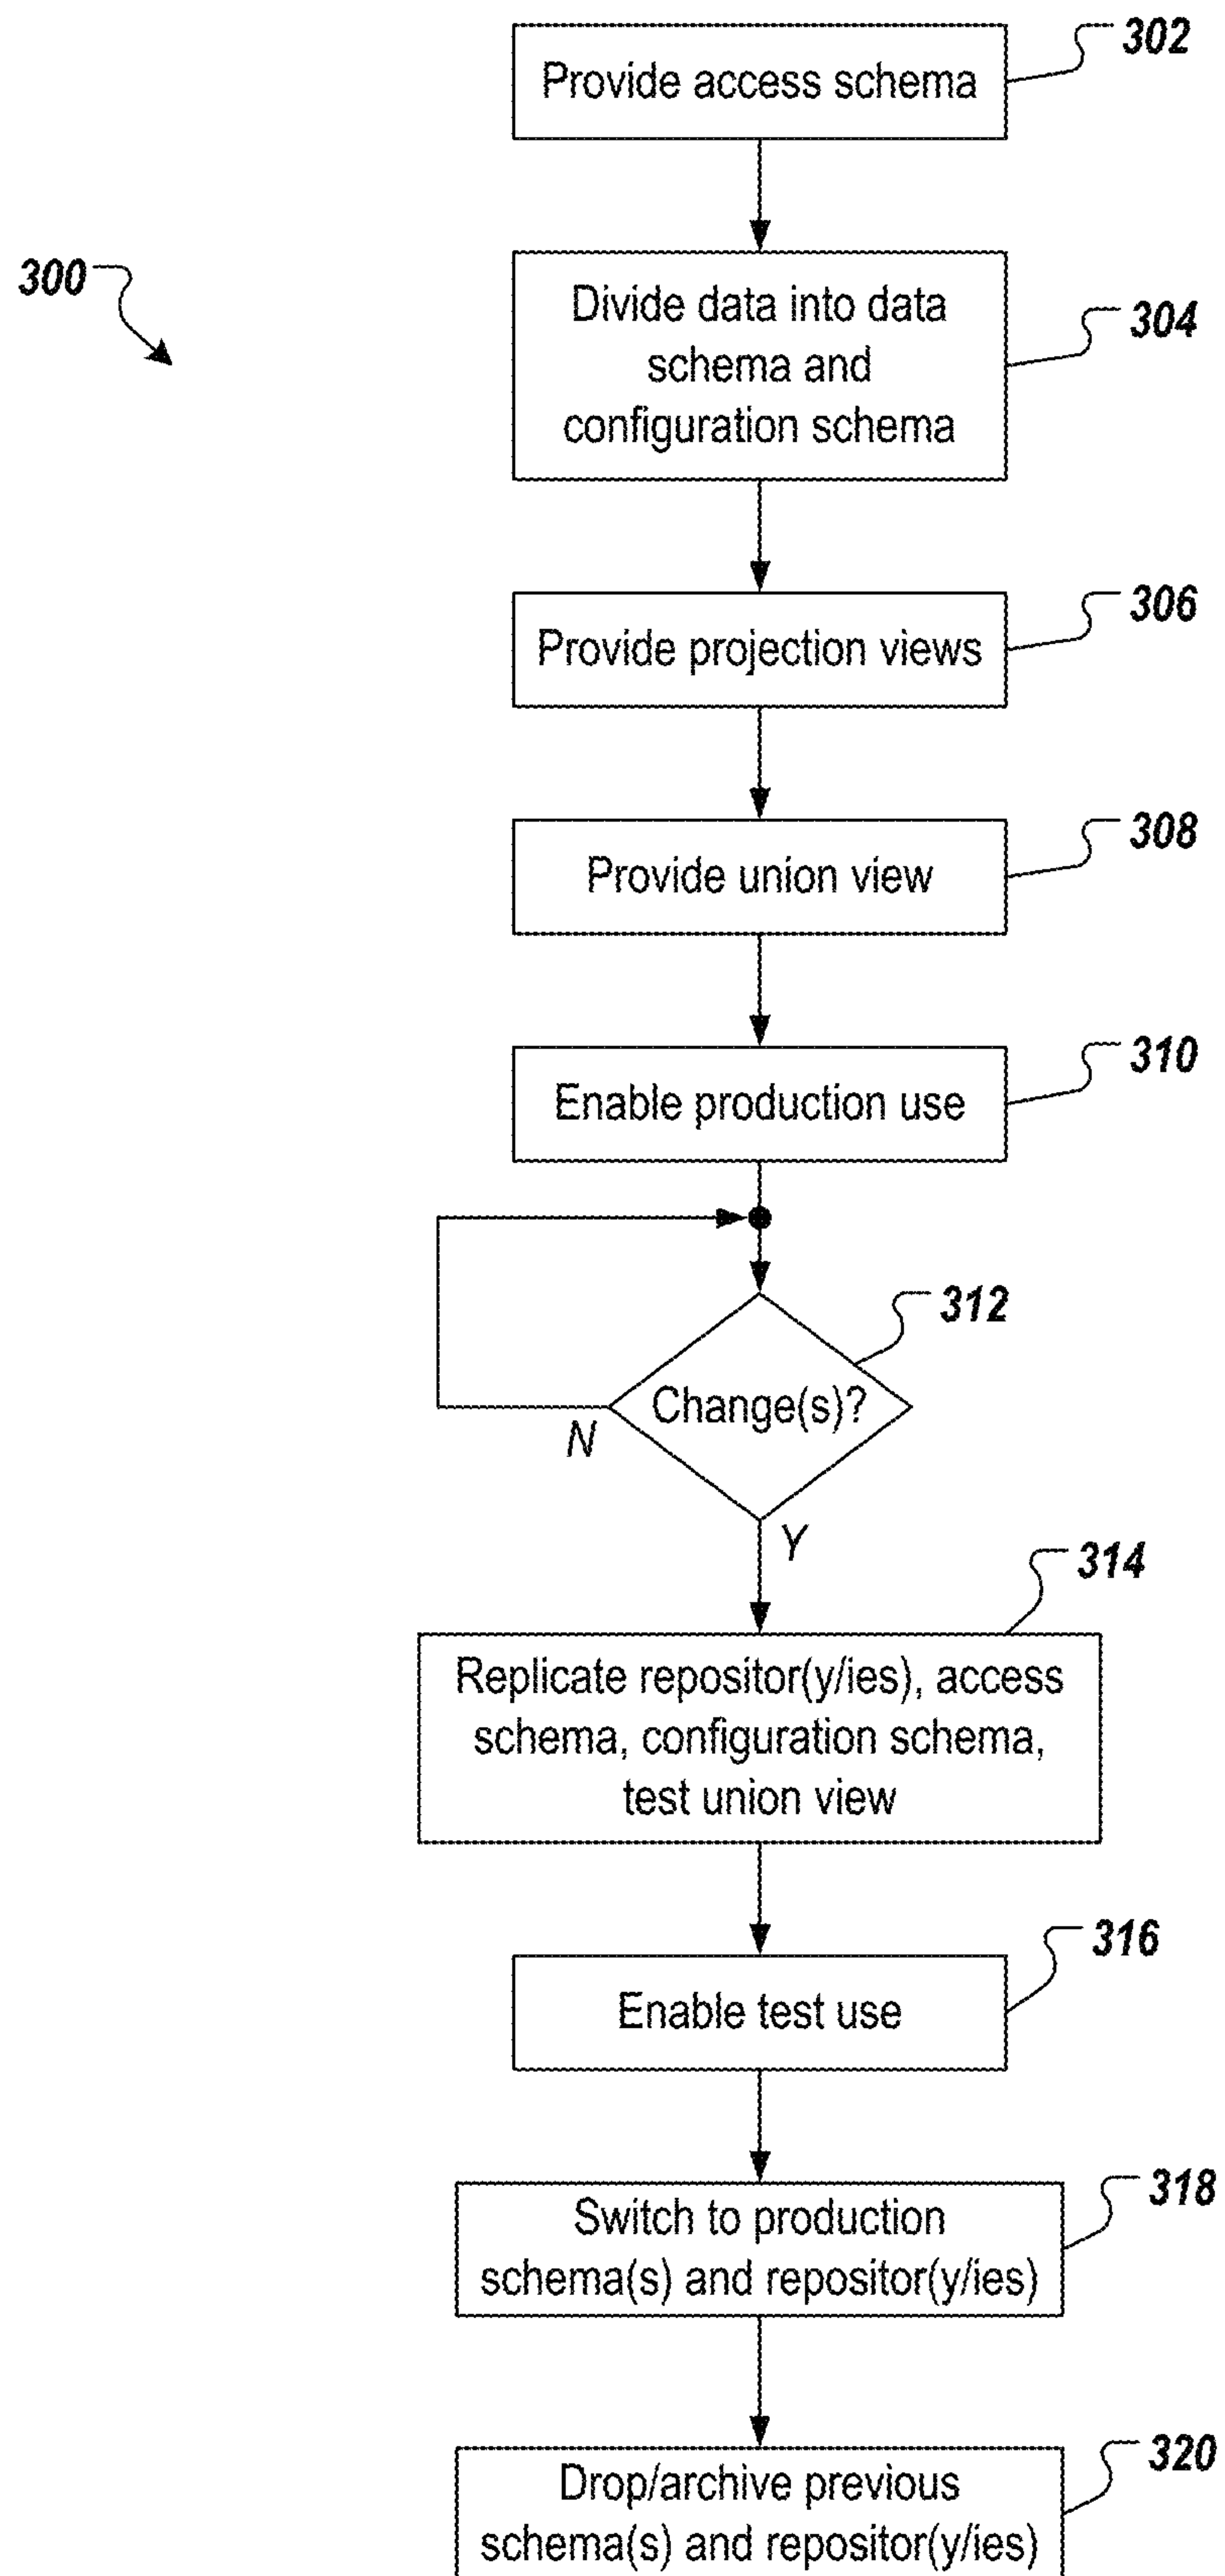 302
Provide access schema
300
304
Divide data into data
schema and
configuration schema
306
Provide projection views
308
Provide union view
310
Enable production use
312
Change(s)?
N
Y
314
Replicate repositor(y/ies), access
schema, configuration schema,
test union view
316
Enable test use
318
Switch to production
schema(s) and repositor(y/ies)
320
Drop/archive previous
schema(s) and repositor(y/ies)